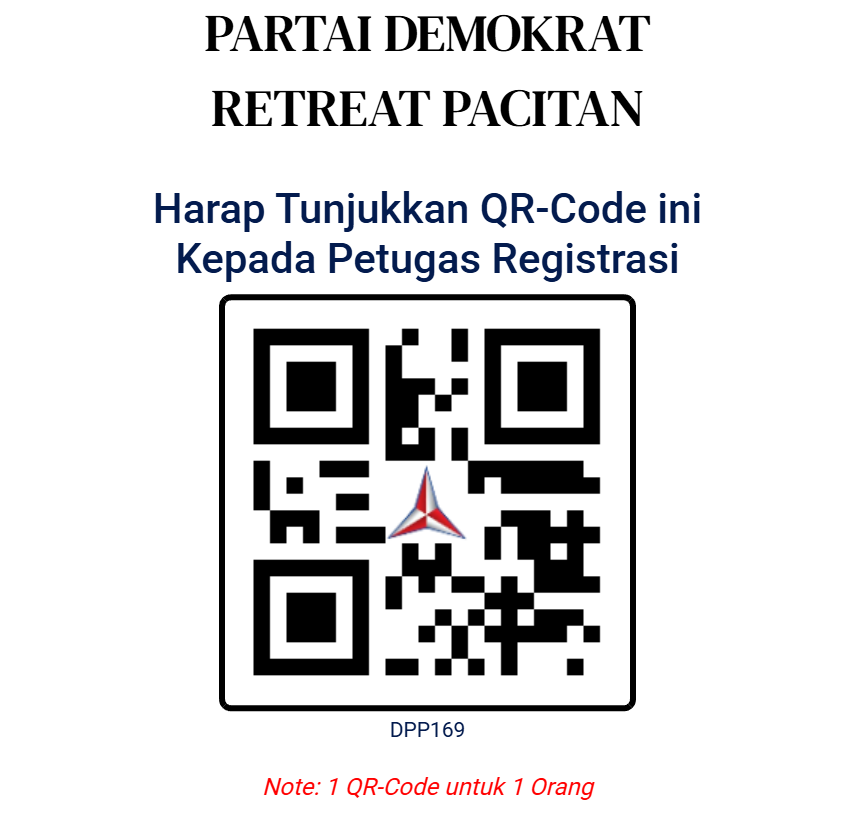 PARTAI DEMOKRAT
RETREAT PACITAN
Harap Tunjukkan QR-Code ini
Kepada Petugas Registrasi
DPP169
Note: 1 QR-Code untuk 1 Orang